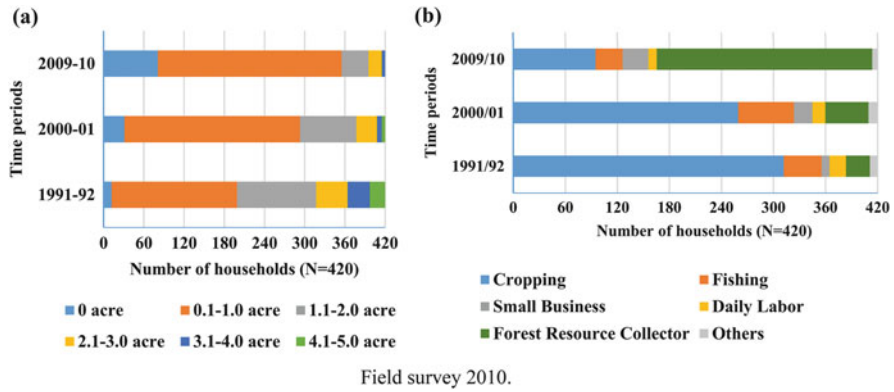 (a)
Time periods
2009-10
2000-01
1991-92
0 60 120 180 240 300 360 420
Number of households (N=420)
0 acre 0.1-1.0 acre 1.1-2.0 acre
2.1-3.0 acre 3.1-4.0 acre 4.1-5.0 acre
(b)
Time periods
2009/10
2000/01
1991/92
0 60 120 180 240 300 360 420
Number of households (N=420)
Cropping Fishing
Small Business Daily Labor
Forest Resource Collector Others
Field survey 2010.